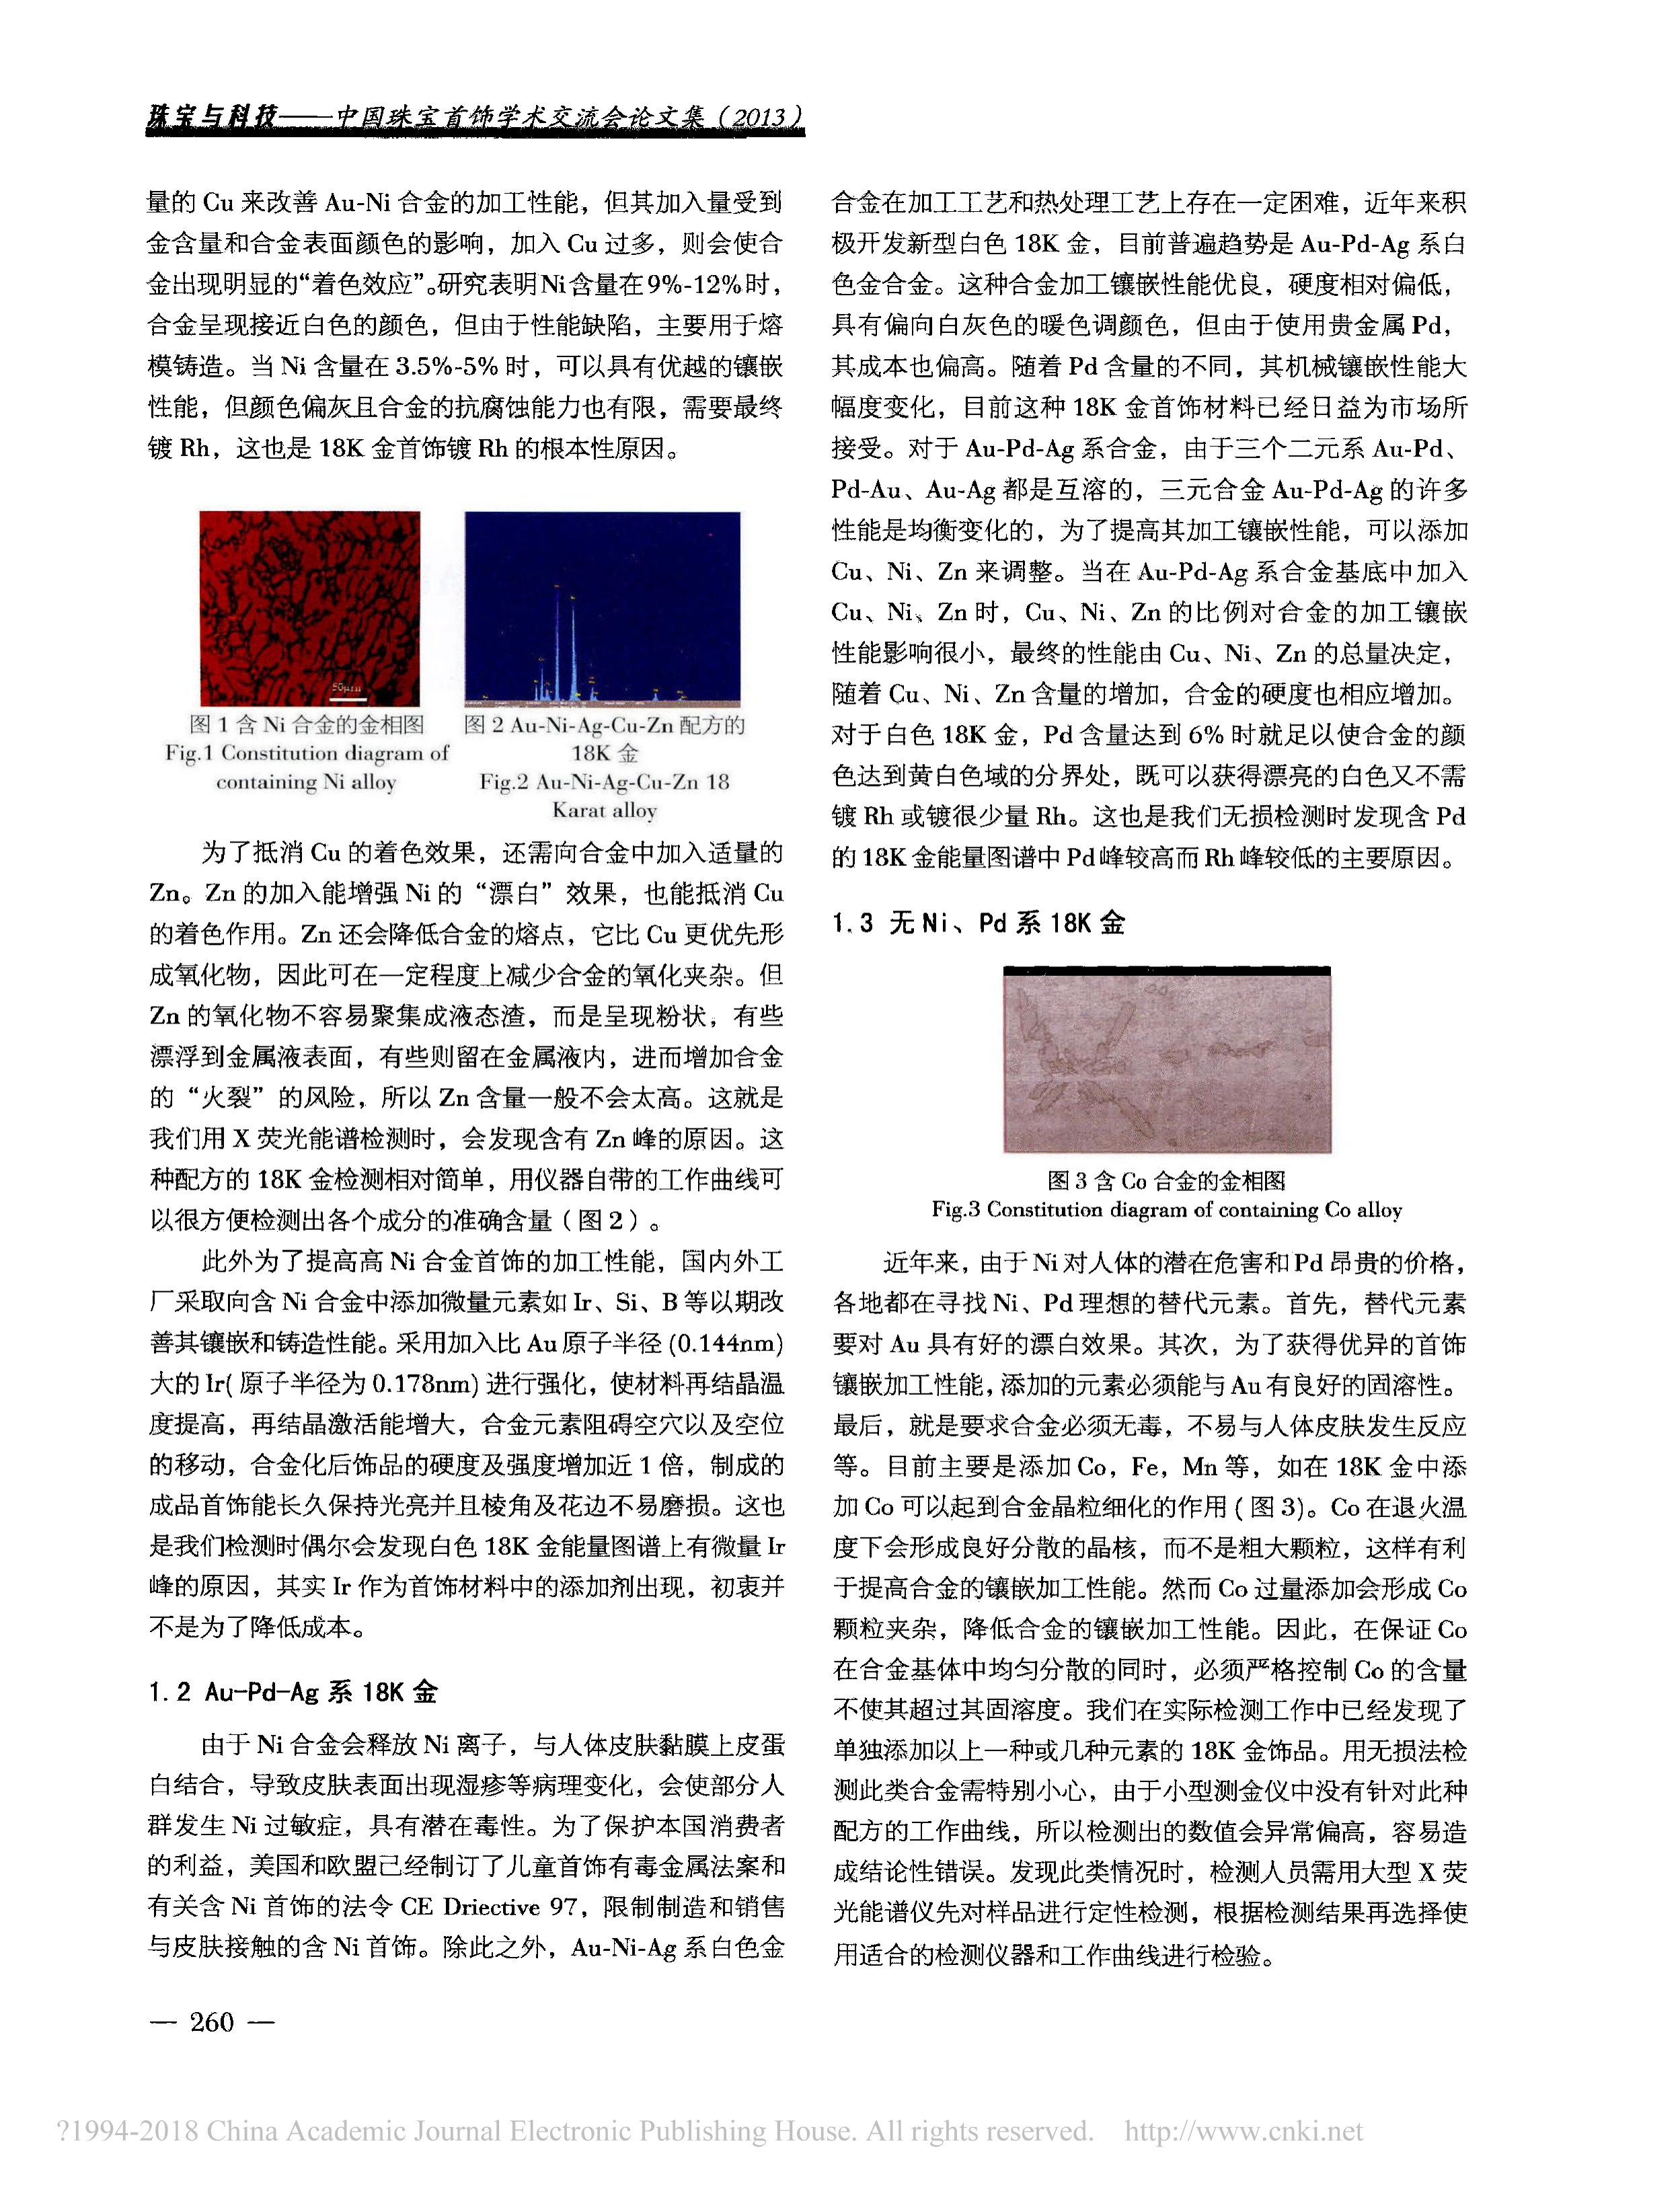 珠宝与科技——中国珠宝首饰学术交流会论文集（2013）
量的 Cu 来改善 Au-Ni 合金的加工性能，但其加入量受到
金含量和合金表面颜色的影响，加入 Cu 过多，则会使合
金出现明显的“着色效应”。研究表明Ni含量在9%-12%时，
合金呈现接近白色的颜色，但由于性能缺陷，主要用于熔
模铸造。当 Ni 含量在 3.5%-5% 时，可以具有优越的镶嵌
性能，但颜色偏灰且合金的抗腐蚀能力也有限，需要最终
镀 Rh，这也是 18K 金首饰镀 Rh 的根本性原因。
50μm
图 1 含 Ni 合金的金相图
Fig.1 Constitution diagram of
containing Ni alloy
图 2 Au-Ni-Ag-Cu-Zn 配方的
18K 金
Fig.2 Au-Ni-Ag-Cu-Zn 18
Karat alloy
为了抵消 Cu 的着色效果，还需向合金中加入适量的
Zn。Zn 的加入能增强 Ni 的“漂白”效果，也能抵消 Cu
的着色作用。Zn 还会降低合金的熔点，它比 Cu 更优先形
成氧化物，因此可在一定程度上减少合金的氧化夹杂。但
Zn 的氧化物不容易聚集成液态渣，而是呈现粉状，有些
漂浮到金属液表面，有些则留在金属液内，进而增加合金
的“火裂”的风险，所以 Zn 含量一般不会太高。这就是
我们用 X 荧光能谱检测时，会发现含有 Zn 峰的原因。这
种配方的 18K 金检测相对简单，用仪器自带的工作曲线可
以很方便检测出各个成分的准确含量（图 2）。
此外为了提高高 Ni 合金首饰的加工性能，国内外工
厂采取向含 Ni 合金中添加微量元素如 Ir、Si、B 等以期改
善其镶嵌和铸造性能。采用加入比 Au 原子半径 (0.144nm)
大的 Ir( 原子半径为 0.178nm) 进行强化，使材料再结晶温
度提高，再结晶激活能增大，合金元素阻碍空穴以及空位
的移动，合金化后饰品的硬度及强度增加近 1 倍，制成的
成品首饰能长久保持光亮并且棱角及花边不易磨损。这也
是我们检测时偶尔会发现白色 18K 金能量图谱上有微量 Ir
峰的原因，其实 Ir 作为首饰材料中的添加剂出现，初衷并
不是为了降低成本。
1.2 Au-Pd-Ag 系 18K 金
由于 Ni 合金会释放 Ni 离子，与人体皮肤黏膜上皮蛋
白结合，导致皮肤表面出现湿疹等病理变化，会使部分人
群发生 Ni 过敏症，具有潜在毒性。为了保护本国消费者
的利益，美国和欧盟已经制订了儿童首饰有毒金属法案和
有关含 Ni 首饰的法令 CE Driective 97，限制制造和销售
与皮肤接触的含 Ni 首饰。除此之外，Au-Ni-Ag 系白色金
合金在加工工艺和热处理工艺上存在一定困难，近年来积
极开发新型白色 18K 金，目前普遍趋势是 Au-Pd-Ag 系白
色金合金。这种合金加工镶嵌性能优良，硬度相对偏低，
具有偏向白灰色的暖色调颜色，但由于使用贵金属 Pd，
其成本也偏高。随着 Pd 含量的不同，其机械镶嵌性能大
幅度变化，目前这种 18K 金首饰材料已经日益为市场所
接受。对于 Au-Pd-Ag 系合金，由于三个二元系 Au-Pd、
Pd-Au、Au-Ag 都是互溶的，三元合金 Au-Pd-Ag 的许多
性能是均衡变化的，为了提高其加工镶嵌性能，可以添加
Cu、Ni、Zn 来调整。当在 Au-Pd-Ag 系合金基底中加入
Cu、Ni、Zn 时，Cu、Ni、Zn 的比例对合金的加工镶嵌
性能影响很小，最终的性能由 Cu、Ni、Zn 的总量决定，
随着 Cu、Ni、Zn 含量的增加，合金的硬度也相应增加。
对于白色 18K 金，Pd 含量达到 6% 时就足以使合金的颜
色达到黄白色域的分界处，既可以获得漂亮的白色又不需
镀 Rh 或镀很少量 Rh。这也是我们无损检测时发现含 Pd
的 18K 金能量图谱中 Pd 峰较高而 Rh 峰较低的主要原因。
1.3 无 Ni、Pd 系 18K 金
图 3 含 Co 合金的金相图
Fig.3 Constitution diagram of containing Co alloy
近年来，由于 Ni 对人体的潜在危害和 Pd 昂贵的价格，
各地都在寻找 Ni、Pd 理想的替代元素。首先，替代元素
要对 Au 具有好的漂白效果。其次，为了获得优异的首饰
镶嵌加工性能，添加的元素必须能与 Au 有良好的固溶性。
最后，就是要求合金必须无毒，不易与人体皮肤发生反应
等。目前主要是添加 Co，Fe，Mn 等，如在 18K 金中添
加 Co 可以起到合金晶粒细化的作用 ( 图 3)。Co 在退火温
度下会形成良好分散的晶核，而不是粗大颗粒，这样有利
于提高合金的镶嵌加工性能。然而 Co 过量添加会形成 Co
颗粒夹杂，降低合金的镶嵌加工性能。因此，在保证 Co
在合金基体中均匀分散的同时，必须严格控制 Co 的含量
不使其超过其固溶度。我们在实际检测工作中已经发现了
单独添加以上一种或几种元素的 18K 金饰品。用无损法检
测此类合金需特别小心，由于小型测金仪中没有针对此种
配方的工作曲线，所以检测出的数值会异常偏高，容易造
成结论性错误。发现此类情况时，检测人员需用大型 X 荧
光能谱仪先对样品进行定性检测，根据检测结果再选择使
用适合的检测仪器和工作曲线进行检验。
— 260 —
?1994-2018 China Academic Journal Electronic Publishing House. All rights reserved. http://www.cnki.net